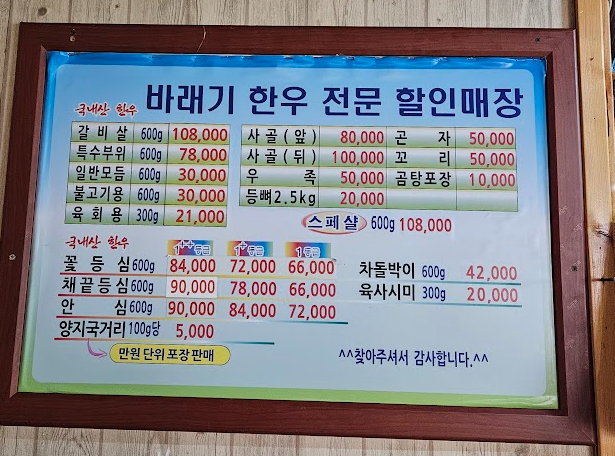 국내산 한우 바래기 한우 전문 할인매장
갈 비 살 600g 108,000
특수부위 600g 78,000
일반모듬 600g 30,000
불고기용 600g 30,000
육 회 용 300g 21,000
사 골 ( 앞 ) 80,000 곤 자 50,000
사 골 ( 뒤 ) 100,000 꼬 리 50,000
우 족 50,000 곰탕포장 10,000
등뼈2.5kg 20,000
스페샬 600g 108,000
국내산 한우 1++등급 1+등급 1등급
꽃 등 심 600g 84,000 72,000 66,000
채끝등심 600g 90,000 78,000 66,000
안 심 600g 90,000 84,000 72,000
양지국거리 100g당 5,000
만원 단위 포장 판매
차돌박이 600g 42,000
육사시미 300g 20,000
^^찾아주셔서 감사합니다.^^